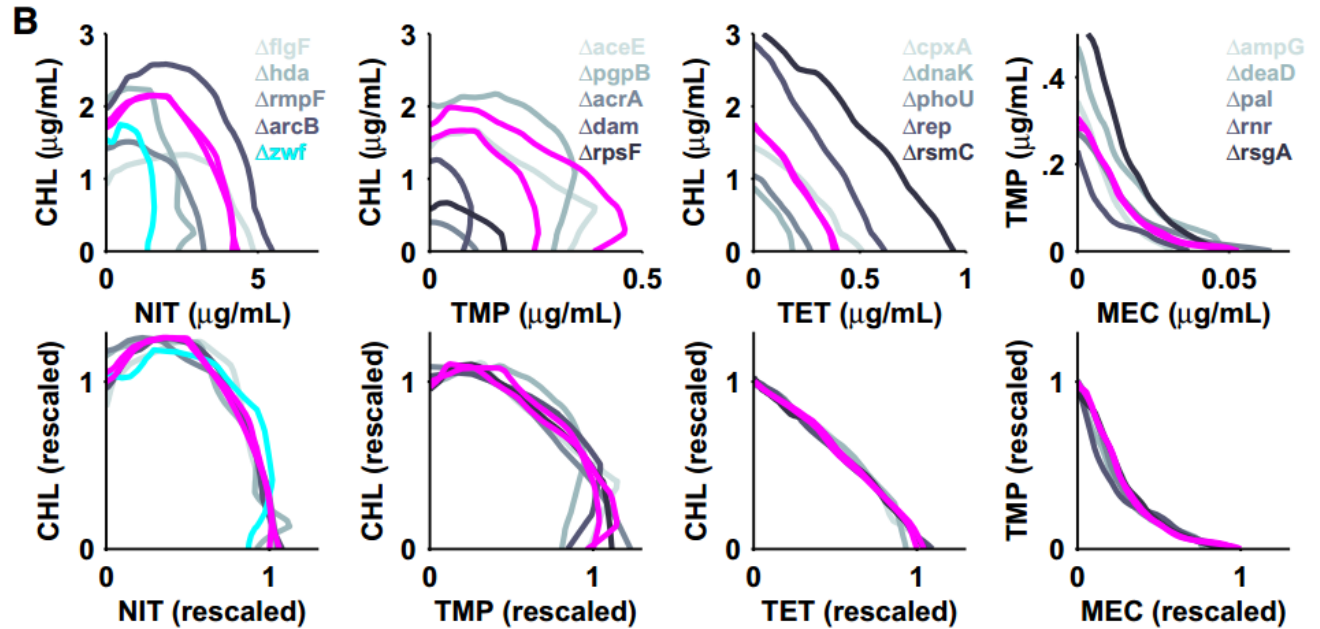 B
3
2
1
0
CHL (μg/mL)
ΔflgF
Δhda
ΔrmpF
ΔarcB
Δzwf
0
5
NIT (μg/mL)
3
2
1
0
CHL (μg/mL)
ΔaceE
ΔpgpB
ΔacrA
Δdam
ΔrpsF
0
0.5
TMP (μg/mL)
3
2
1
0
CHL (μg/mL)
ΔcpxA
ΔdnaK
ΔphoU
Δrep
ΔrsmC
0
0.5
1
TET (μg/mL)
.4
.2
0
TMP (μg/mL)
ΔampG
ΔdeaD
Δpal
Δrnr
ΔrsgA
0
0.05
MEC (μg/mL)
1
0
CHL (rescaled)
0
1
NIT (rescaled)
1
0
CHL (rescaled)
0
1
TMP (rescaled)
1
0
CHL (rescaled)
0
1
TET (rescaled)
1
0
TMP (rescaled)
0
1
MEC (rescaled)